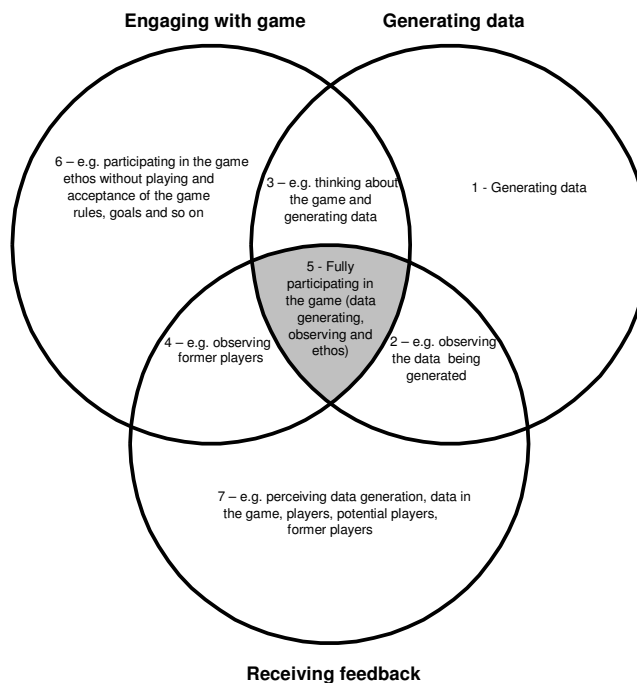 Engaging with game
Generating data
6 – e.g. participating in the game
ethos without playing and
acceptance of the game
rules, goals and so on
3 – e.g. thinking about
the game and
generating data
1 - Generating data
5 - Fully
participating in
the game (data
generating,
observing and
ethos)
4 – e.g. observing
former players
2 – e.g. observing
the data being
generated
7 – e.g. perceiving data generation, data in
the game, players, potential players,
former players
Receiving feedback